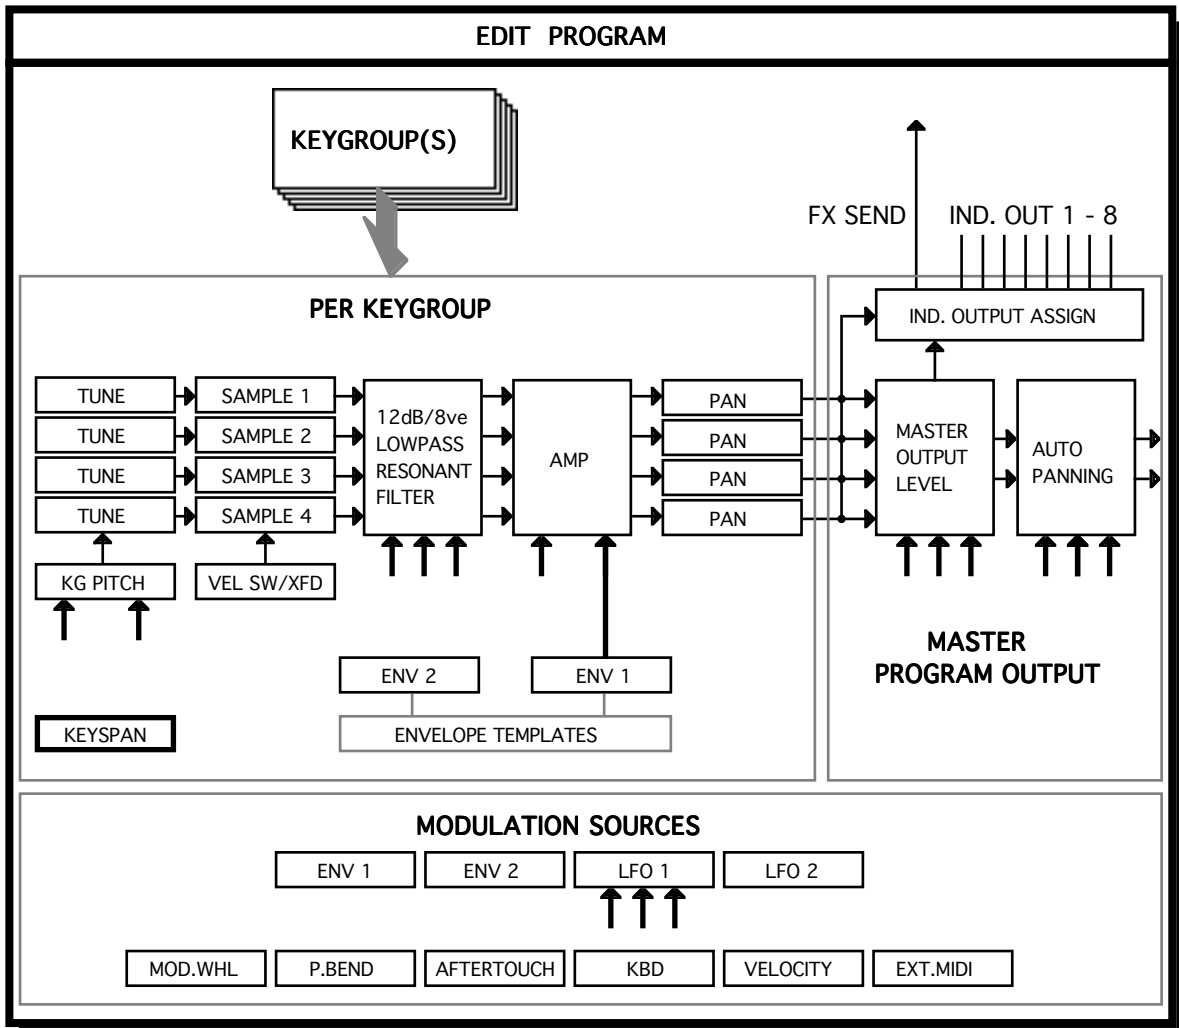 EDIT PROGRAM
KEYGROUP(S)
FX SEND
IND. OUT 1 - 8
PER KEYGROUP
IND. OUTPUT ASSIGN
TUNE
SAMPLE 1
TUNE
SAMPLE 2
TUNE
SAMPLE 3
TUNE
SAMPLE 4
12dB/8ve
LOWPASS
RESONANT
FILTER
AMP
PAN
PAN
PAN
PAN
MASTER
OUTPUT
LEVEL
AUTO
PANNING
KG PITCH
VEL SW/XFD
ENV 2
ENV 1
MASTER
PROGRAM OUTPUT
KEYSPAN
ENVELOPE TEMPLATES
MODULATION SOURCES
ENV 1
ENV 2
LFO 1
LFO 2
MOD.WHL
P.BEND
AFTERTOUCH
KBD
VELOCITY
EXT.MIDI